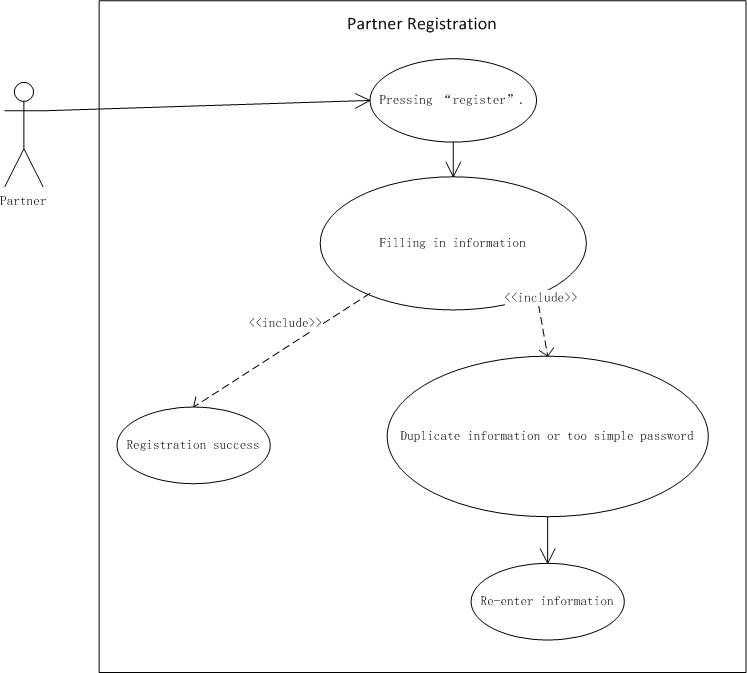 Partner Registration
Pressing “register”.
Partner
Filling in information
<<include>>
<<include>>
Registration success
Duplicate information or too simple password
Re-enter information